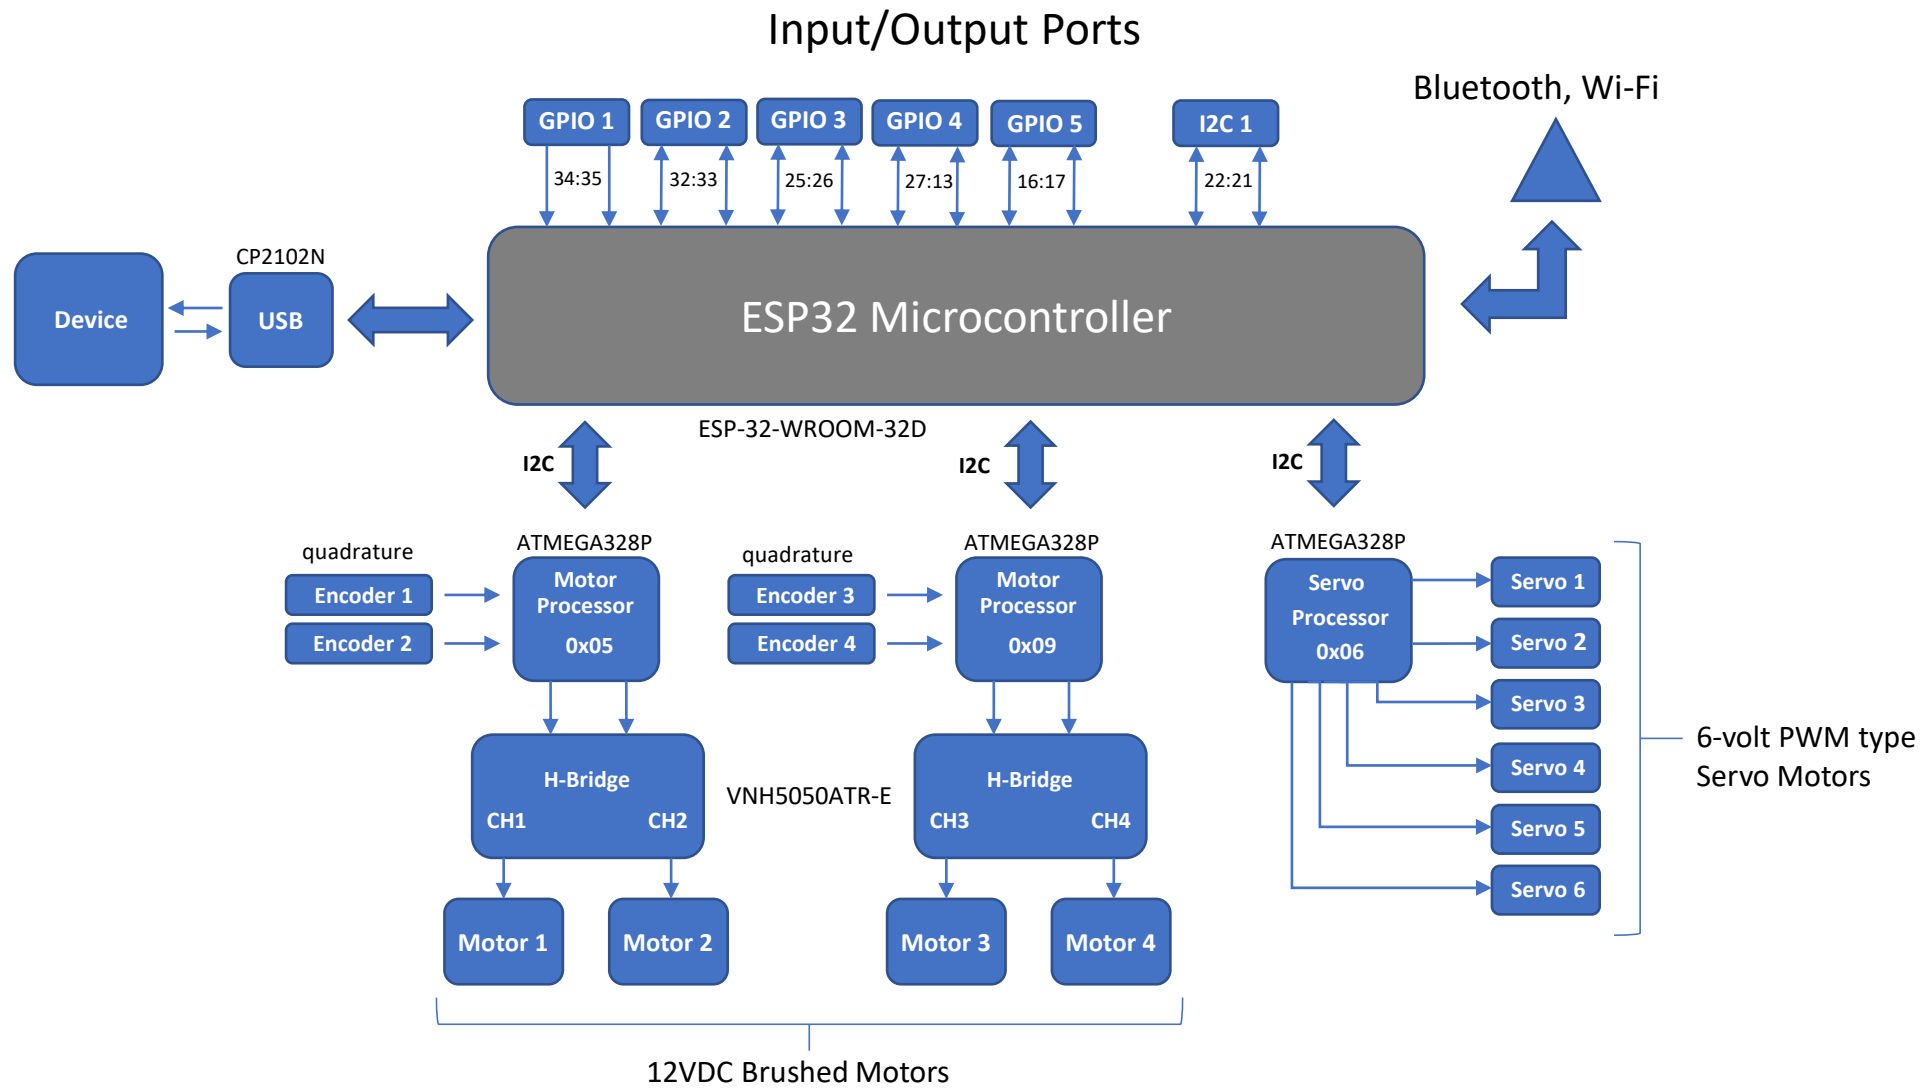 Input/Output Ports
Bluetooth, Wi-Fi
GPIO 1
GPIO 2
GPIO 3
GPIO 4
GPIO 5
I2C 1
34:35
32:33
25:26
27:13
16:17
22:21
CP2102N
Device
USB
ESP32 Microcontroller
ESP-32-WROOM-32D
I2C
I2C
I2C
quadrature
ATMEGA328P
quadrature
ATMEGA328P
ATMEGA328P
Encoder 1
Encoder 2
Motor
Processor
0x05
Encoder 3
Encoder 4
Motor
Processor
0x09
Servo
Processor
0x06
Servo 1
Servo 2
Servo 3
Servo 4
Servo 5
Servo 6
6-volt PWM type
Servo Motors
H-Bridge
CH1
CH2
VNH5050ATR-E
H-Bridge
CH3
CH4
Motor 1
Motor 2
Motor 3
Motor 4
12VDC Brushed Motors